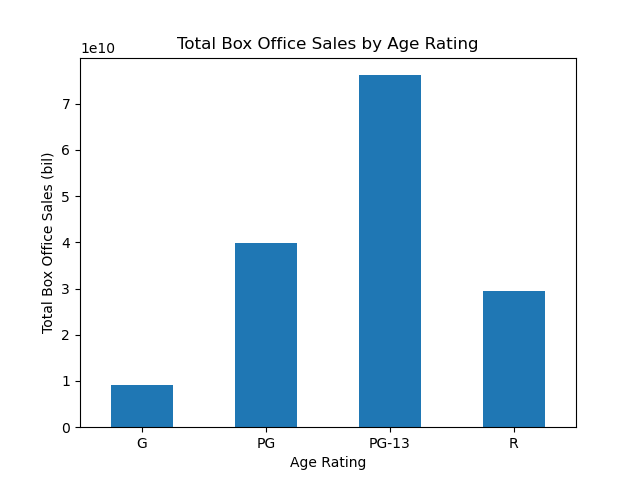 Total Box Office Sales by Age Rating
1e10
7
6
5
4
3
2
1
0
Total Box Office Sales (bil)
G PG PG-13 R
Age Rating